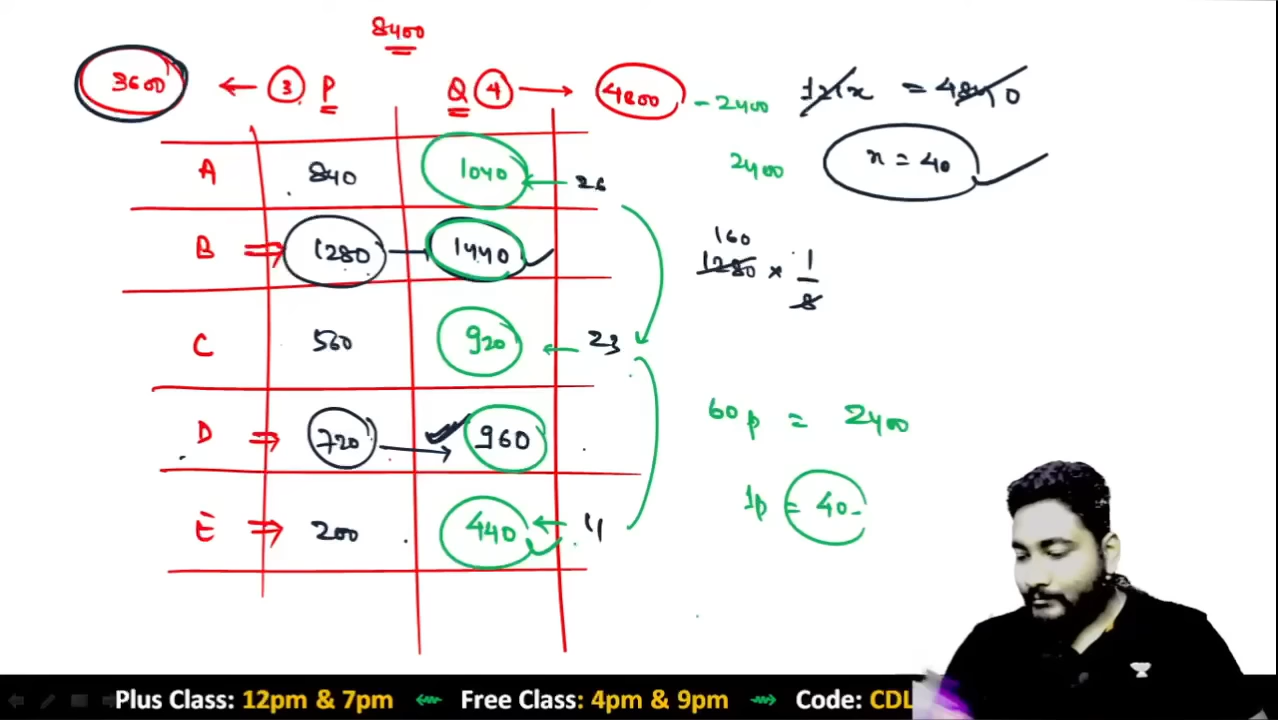 8400
3600 ← 3 P Q 4 → 4800 - 2400
121x = 4840
A 840 1040 ← 26
2400
x = 40
B ⇒ 1280 - 1440
160
1280 × 1/8
C 560 920 ← 23
60p = 2400
D ⇒ 720 → 960
1p = 40
E ⇒ 200 440 ← 11
Plus Class: 12pm & 7pm Free Class: 4pm & 9pm Code: CDL